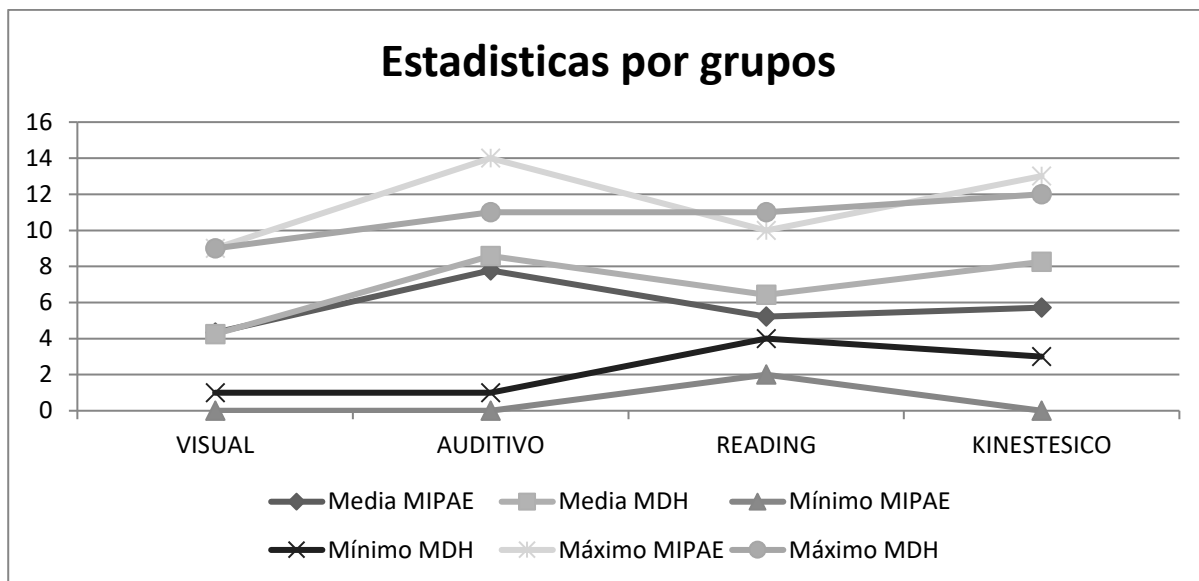 Estadisticas por grupos
16
14
12
10
8
6
4
2
0
VISUAL AUDITIVO READING KINESTESICO
Media MIPAE Media MDH Mínimo MIPAE
Mínimo MDH Máximo MIPAE Máximo MDH